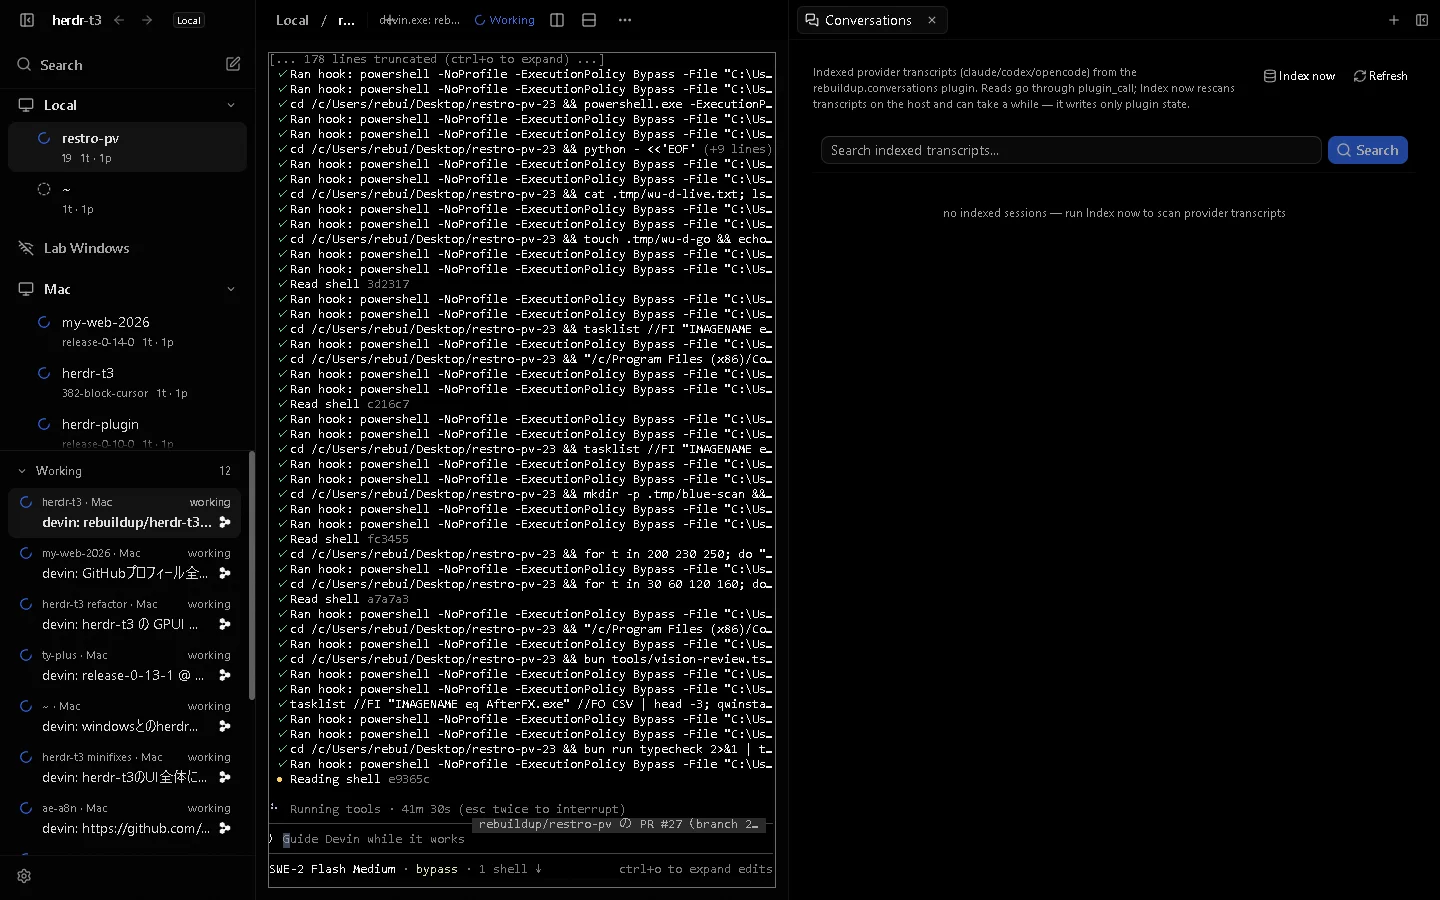 herdr-t3
Local
Search
Local
restro-pv
19 1t · 1p
~
1t · 1p
Lab Windows
Mac
my-web-2026
release-0-14-0 1t · 1p
herdr-t3
382-block-cursor 1t · 1p
herdr-plugin
release-0-10-0 1t · 1p
Working 12
herdr-t3 · Mac working
devin: rebuildup/herdr-t3...
my-web-2026 · Mac working
devin: GitHubプロフィール全...
herdr-t3 refactor · Mac working
devin: herdr-t3 の GPUI ...
ty-plus · Mac working
devin: release-0-13-1 @ ...
~ · Mac working
devin: windowsとのherdr...
herdr-t3 minifixes · Mac working
devin: herdr-t3のUI全体に...
ae-a8n · Mac working
devin: https://github.com/...
Local / r... devin.exe: reb... Working
[... 178 lines truncated (ctrl+o to expand) ...]
✓Ran hook: powershell -NoProfile -ExecutionPolicy Bypass -File "C:\Us…
✓Ran hook: powershell -NoProfile -ExecutionPolicy Bypass -File "C:\Us…
✓cd /c/Users/rebui/Desktop/restro-pv-23 && powershell.exe -ExecutionP…
✓Ran hook: powershell -NoProfile -ExecutionPolicy Bypass -File "C:\Us…
✓Ran hook: powershell -NoProfile -ExecutionPolicy Bypass -File "C:\Us…
✓cd /c/Users/rebui/Desktop/restro-pv-23 && python - <<'EOF' (+9 lines)
✓Ran hook: powershell -NoProfile -ExecutionPolicy Bypass -File "C:\Us…
✓Ran hook: powershell -NoProfile -ExecutionPolicy Bypass -File "C:\Us…
✓cd /c/Users/rebui/Desktop/restro-pv-23 && cat .tmp/wu-d-live.txt; ls…
✓Ran hook: powershell -NoProfile -ExecutionPolicy Bypass -File "C:\Us…
✓Ran hook: powershell -NoProfile -ExecutionPolicy Bypass -File "C:\Us…
✓cd /c/Users/rebui/Desktop/restro-pv-23 && touch .tmp/wu-d-go && echo…
✓Ran hook: powershell -NoProfile -ExecutionPolicy Bypass -File "C:\Us…
✓Ran hook: powershell -NoProfile -ExecutionPolicy Bypass -File "C:\Us…
✓Read shell 3d2317
✓Ran hook: powershell -NoProfile -ExecutionPolicy Bypass -File "C:\Us…
✓Ran hook: powershell -NoProfile -ExecutionPolicy Bypass -File "C:\Us…
✓cd /c/Users/rebui/Desktop/restro-pv-23 && tasklist //FI "IMAGENAME e…
✓Ran hook: powershell -NoProfile -ExecutionPolicy Bypass -File "C:\Us…
✓cd /c/Users/rebui/Desktop/restro-pv-23 && "/c/Program Files (x86)/Co…
✓Ran hook: powershell -NoProfile -ExecutionPolicy Bypass -File "C:\Us…
✓Ran hook: powershell -NoProfile -ExecutionPolicy Bypass -File "C:\Us…
✓Read shell c216c7
✓Ran hook: powershell -NoProfile -ExecutionPolicy Bypass -File "C:\Us…
✓Ran hook: powershell -NoProfile -ExecutionPolicy Bypass -File "C:\Us…
✓cd /c/Users/rebui/Desktop/restro-pv-23 && tasklist //FI "IMAGENAME e…
✓Ran hook: powershell -NoProfile -ExecutionPolicy Bypass -File "C:\Us…
✓Ran hook: powershell -NoProfile -ExecutionPolicy Bypass -File "C:\Us…
✓cd /c/Users/rebui/Desktop/restro-pv-23 && mkdir -p .tmp/blue-scan &&…
✓Ran hook: powershell -NoProfile -ExecutionPolicy Bypass -File "C:\Us…
✓Ran hook: powershell -NoProfile -ExecutionPolicy Bypass -File "C:\Us…
✓Read shell fc3455
✓cd /c/Users/rebui/Desktop/restro-pv-23 && for t in 200 230 250; do "…
✓Ran hook: powershell -NoProfile -ExecutionPolicy Bypass -File "C:\Us…
✓cd /c/Users/rebui/Desktop/restro-pv-23 && for t in 30 60 120 160; do…
✓Read shell a7a7a3
✓Ran hook: powershell -NoProfile -ExecutionPolicy Bypass -File "C:\Us…
✓cd /c/Users/rebui/Desktop/restro-pv-23 && "/c/Program Files (x86)/Co…
✓Ran hook: powershell -NoProfile -ExecutionPolicy Bypass -File "C:\Us…
✓cd /c/Users/rebui/Desktop/restro-pv-23 && bun tools/vision-review.ts…
✓Ran hook: powershell -NoProfile -ExecutionPolicy Bypass -File "C:\Us…
✓Ran hook: powershell -NoProfile -ExecutionPolicy Bypass -File "C:\Us…
✓tasklist //FI "IMAGENAME eq AfterFX.exe" //FO CSV | head -3; qwinsta…
✓Ran hook: powershell -NoProfile -ExecutionPolicy Bypass -File "C:\Us…
✓Ran hook: powershell -NoProfile -ExecutionPolicy Bypass -File "C:\Us…
✓cd /c/Users/rebui/Desktop/restro-pv-23 && bun run typecheck 2>&1 | t…
✓Ran hook: powershell -NoProfile -ExecutionPolicy Bypass -File "C:\Us…
● Reading shell e9365c
Running tools · 41m 30s (esc twice to interrupt)
rebuildup/restro-pv の PR #27 (branch 2…
⟩ Guide Devin while it works
SWE-2 Flash Medium · bypass · 1 shell ↓ ctrl+o to expand edits
Conversations ×
Indexed provider transcripts (claude/codex/opencode) from the
rebuildup.conversations plugin. Reads go through plugin_call; Index now rescans
transcripts on the host and can take a while — it writes only plugin state.
Index now Refresh
Search indexed transcripts...
Search
no indexed sessions — run Index now to scan provider transcripts